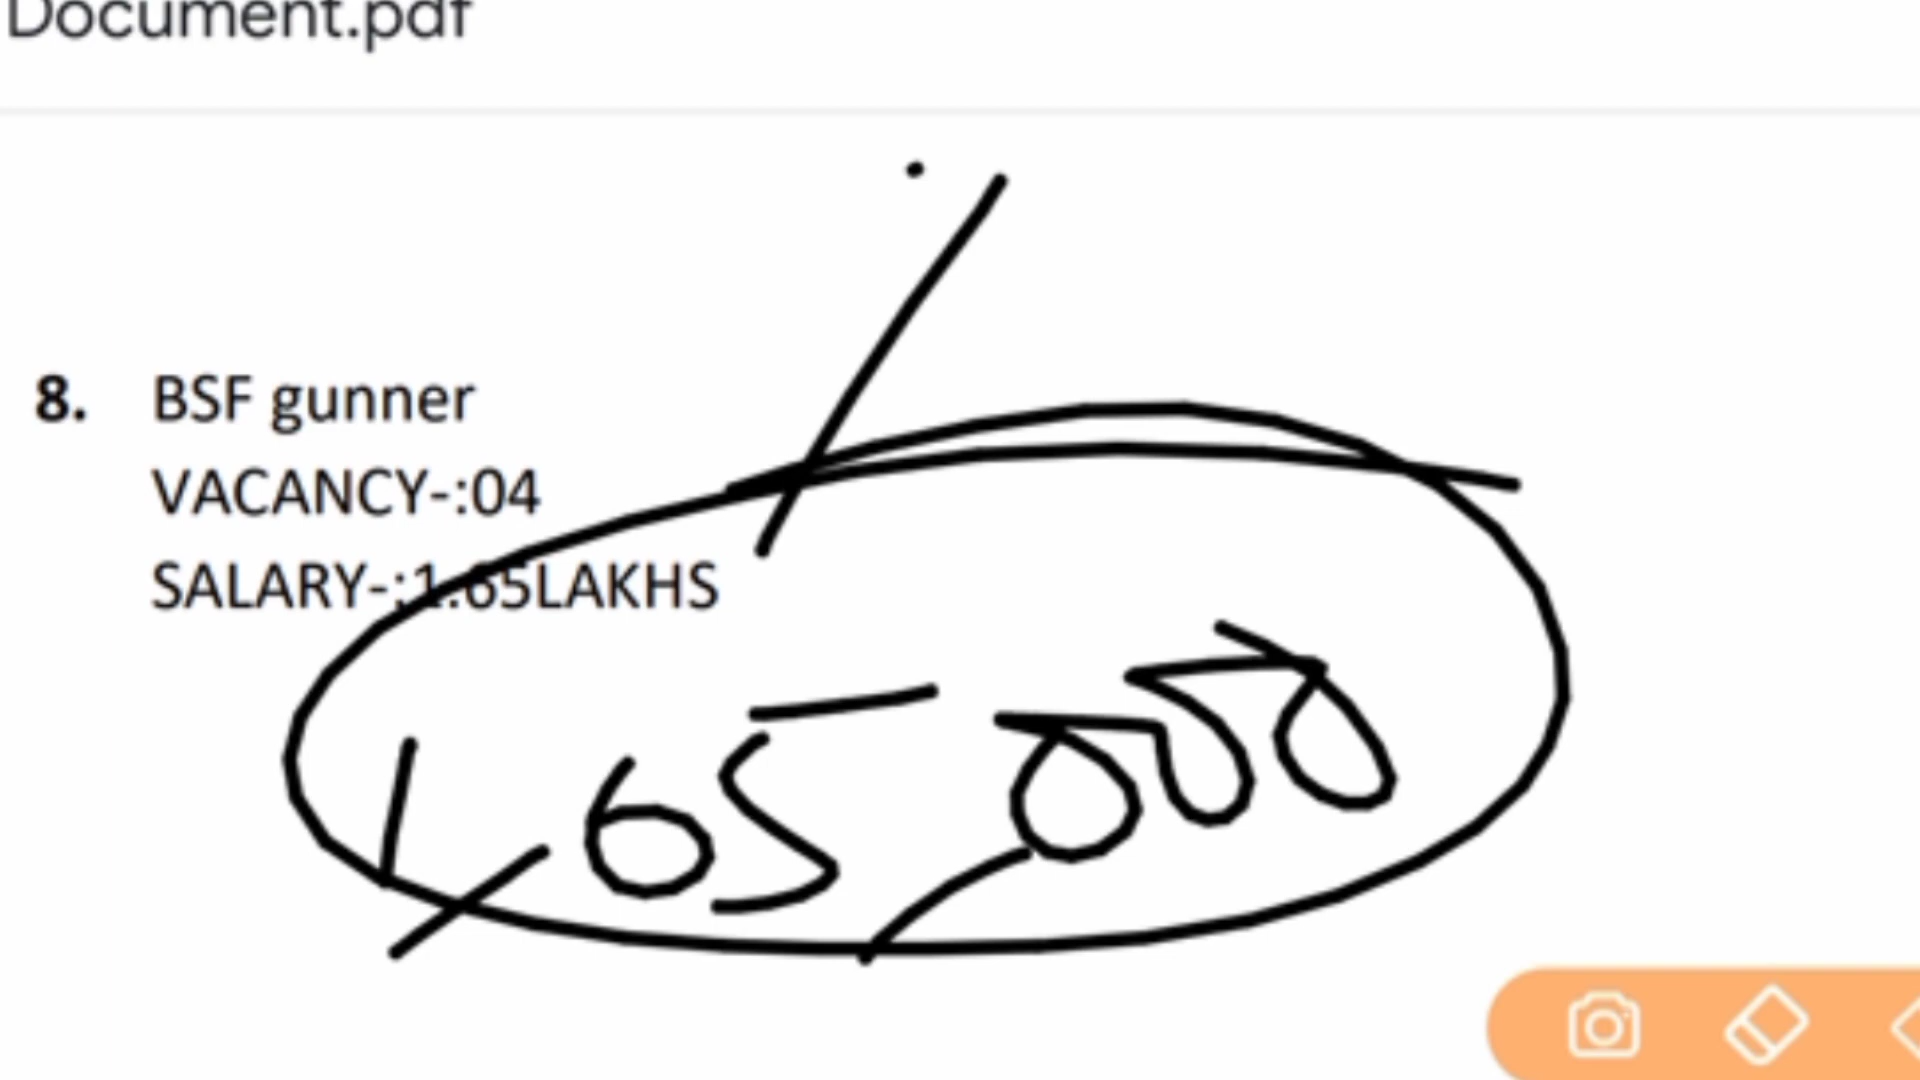 Document.pdf
8. BSF gunner
VACANCY-:04
SALARY-:1.65LAKHS
1,65,000